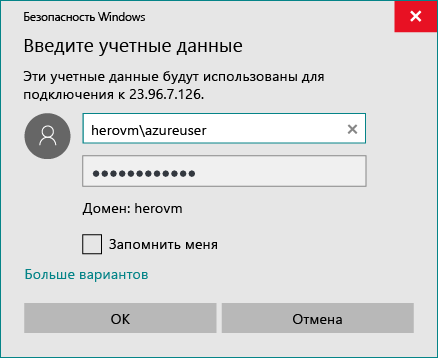 Безопасность Windows
Введите учетные данные
Эти учетные данные будут использованы для
подключения к 23.96.7.126.
herovm\azureuser
●●●●●●●●●●●●
Домен: herovm
Запомнить меня
Больше вариантов
OK
Отмена